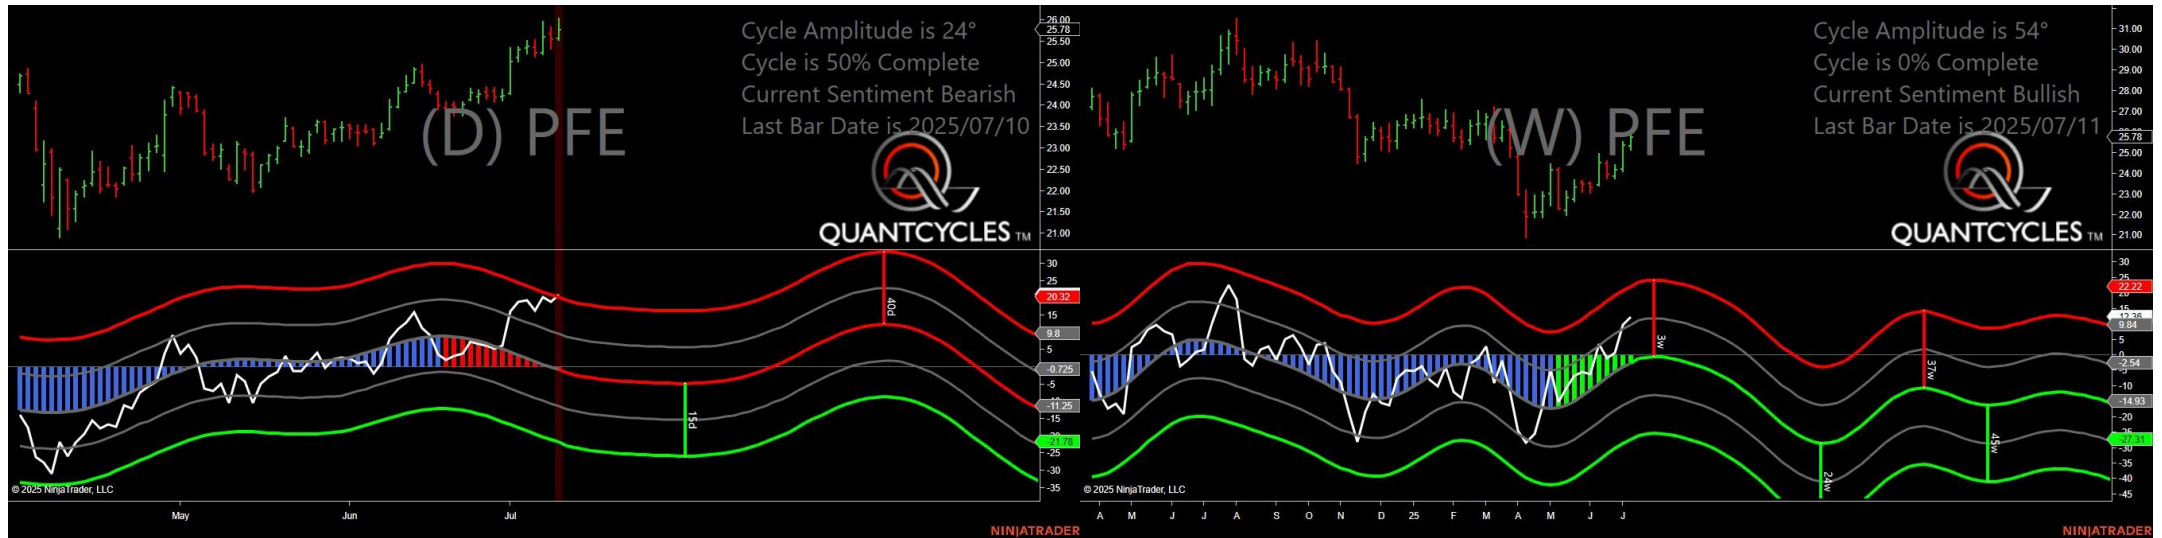 Cycle Amplitude is 24°
Cycle is 50% Complete
Current Sentiment Bearish
Last Bar Date is 2025/07/10
(D) PFE
QUANTCYCLES TM
26.00
25.78
25.50
25.00
24.50
24.00
23.50
23.00
22.50
22.00
21.50
21.00
30
25
20.32
15
9.8
5
-0.725
-5
-11.25
-15
-21.78
-25
-30
-35
40d
15d
© 2025 NinjaTrader, LLC
May Jun Jul
NINJATRADER
Cycle Amplitude is 54°
Cycle is 0% Complete
Current Sentiment Bullish
Last Bar Date is 2025/07/11
(W) PFE
QUANTCYCLES TM
31.00
30.00
29.00
28.00
27.00
25.78
25.00
24.00
23.00
22.00
21.00
30
25
22.22
12.36
9.84
5
0
-2.54
-10
-14.93
-20
-27.31
-30
-35
-40
-45
3w
37w
24w
45w
© 2025 NinjaTrader, LLC
A M J J A S O N D 25 F M A M J J
NINJATRADER